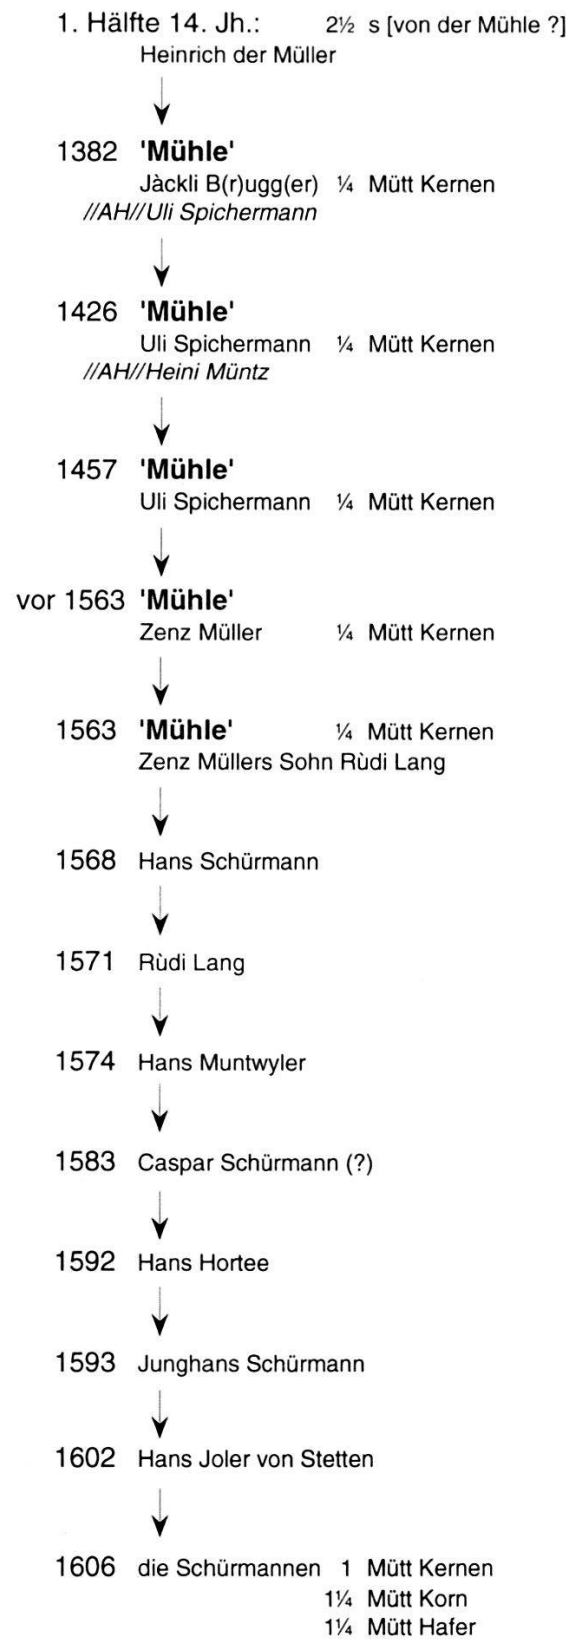 1. Hälfte 14. Jh.: 2½ s [von der Mühle ?]
Heinrich der Müller
1382 'Mühle'
Jàckli B(r)ugg(er) ¼ Mütt Kernen
//AH//Uli Spichermann
1426 'Mühle'
Uli Spichermann ¼ Mütt Kernen
//AH//Heini Müntz
1457 'Mühle'
Uli Spichermann ¼ Mütt Kernen
vor 1563 'Mühle'
Zenz Müller ¼ Mütt Kernen
1563 'Mühle' ¼ Mütt Kernen
Zenz Müllers Sohn Rùdi Lang
1568 Hans Schürmann
1571 Rùdi Lang
1574 Hans Muntwyler
1583 Caspar Schürmann (?)
1592 Hans Hortee
1593 Junghans Schürmann
1602 Hans Joler von Stetten
1606 die Schürmannen 1 Mütt Kernen
1¼ Mütt Korn
1¼ Mütt Hafer